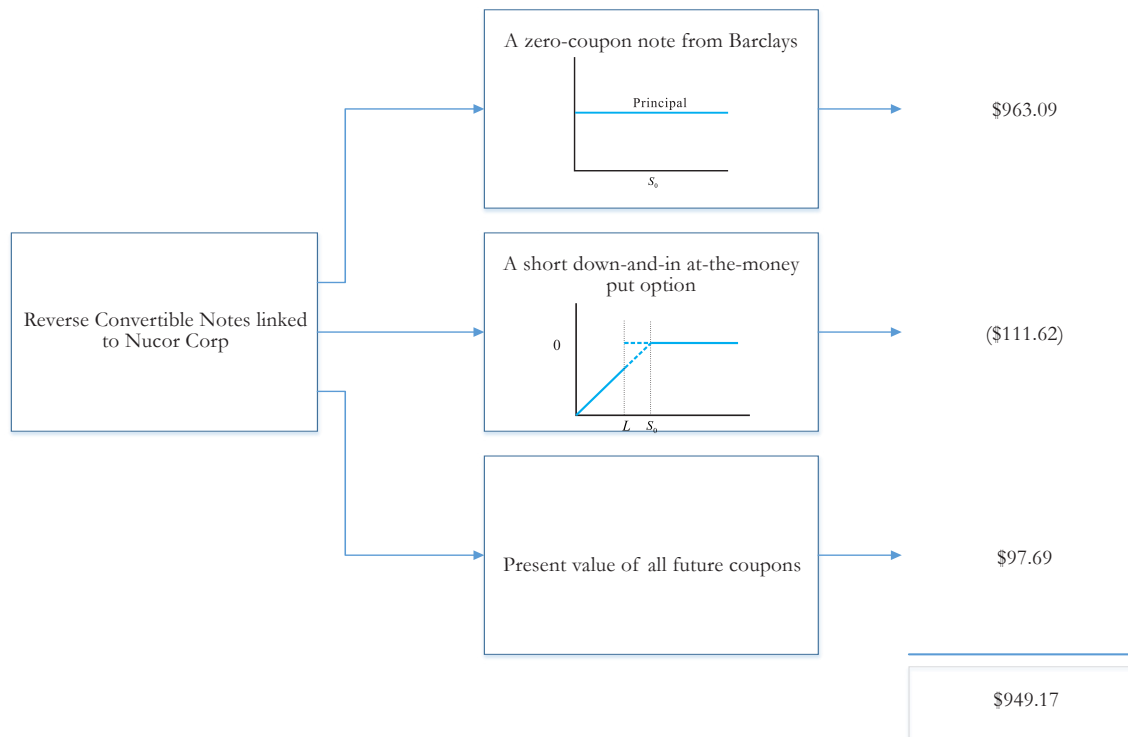 A zero-coupon note from Barclays
Principal
S₀
$963.09
Reverse Convertible Notes linked
to Nucor Corp
A short down-and-in at-the-money
put option
0
L S₀
($111.62)
Present value of all future coupons
$97.69
$949.17